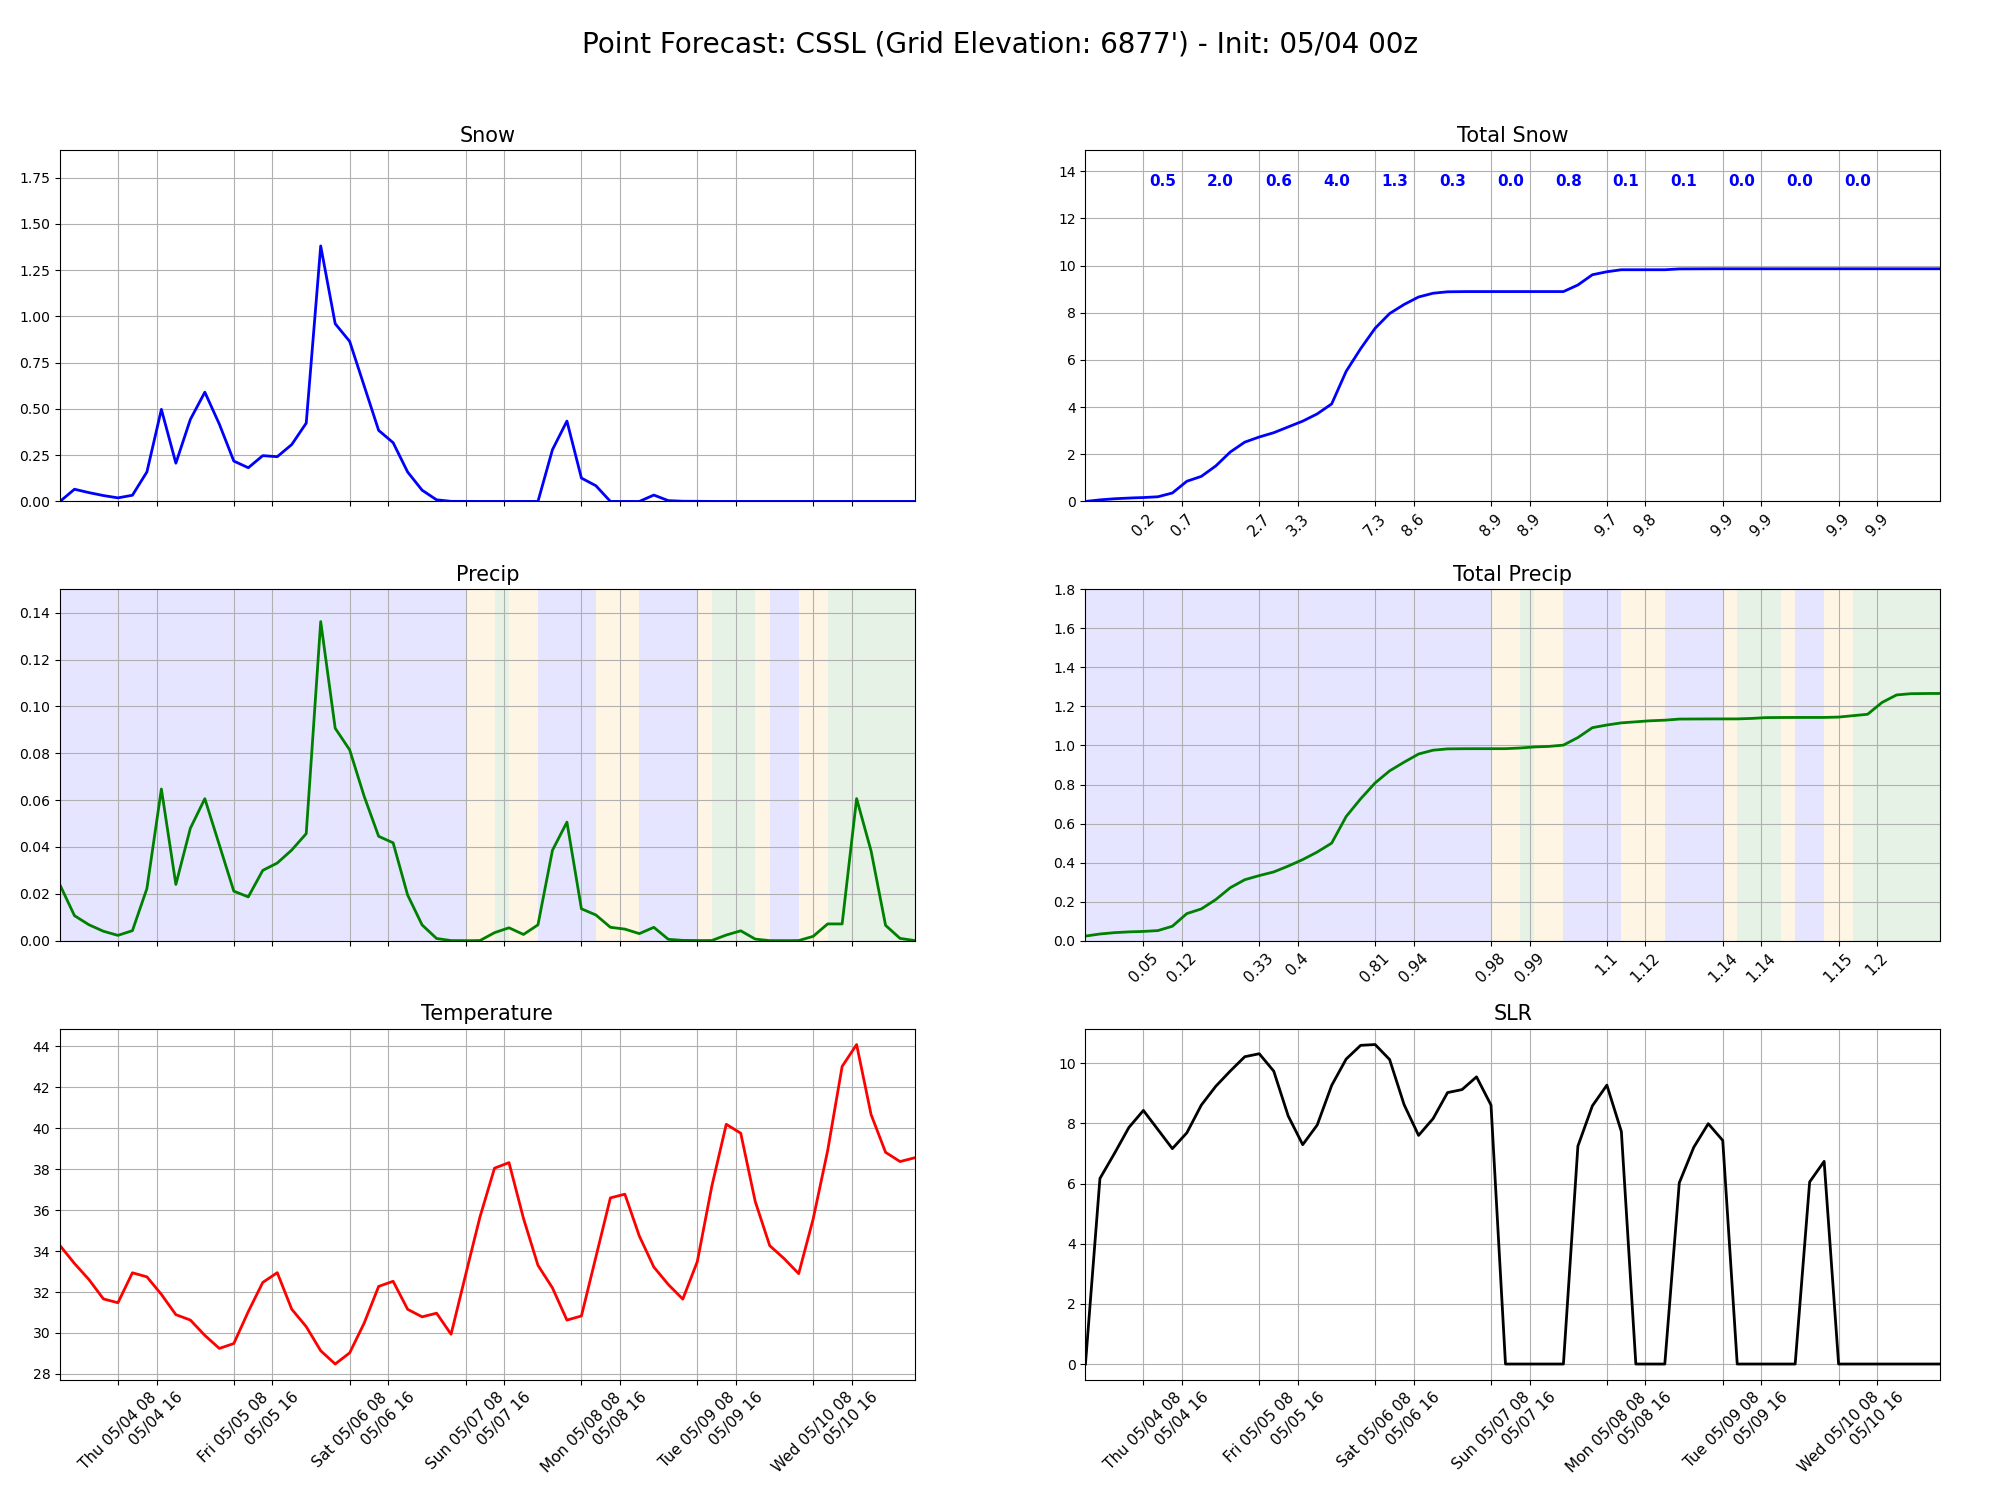 Point Forecast: CSSL (Grid Elevation: 6877') - Init: 05/04 00z
Snow
1.75
1.50
1.25
1.00
0.75
0.50
0.25
0.00
Total Snow
14
12
10
8
6
4
2
0
0.5 2.0 0.6 4.0 1.3 0.3 0.0 0.8 0.1 0.1 0.0 0.0 0.0
0.2 0.7 2.7 3.3 7.3 8.6 8.9 8.9 9.7 9.8 9.9 9.9 9.9 9.9
Precip
0.14
0.12
0.10
0.08
0.06
0.04
0.02
0.00
Total Precip
1.8
1.6
1.4
1.2
1.0
0.8
0.6
0.4
0.2
0.0
0.05 0.12 0.33 0.4 0.81 0.94 0.98 0.99 1.1 1.12 1.14 1.14 1.15 1.2
Temperature
44
42
40
38
36
34
32
30
28
Thu 05/04 08
05/04 16
Fri 05/05 08
05/05 16
Sat 05/06 08
05/06 16
Sun 05/07 08
05/07 16
Mon 05/08 08
05/08 16
Tue 05/09 08
05/09 16
Wed 05/10 08
05/10 16
SLR
10
8
6
4
2
0
Thu 05/04 08
05/04 16
Fri 05/05 08
05/05 16
Sat 05/06 08
05/06 16
Sun 05/07 08
05/07 16
Mon 05/08 08
05/08 16
Tue 05/09 08
05/09 16
Wed 05/10 08
05/10 16